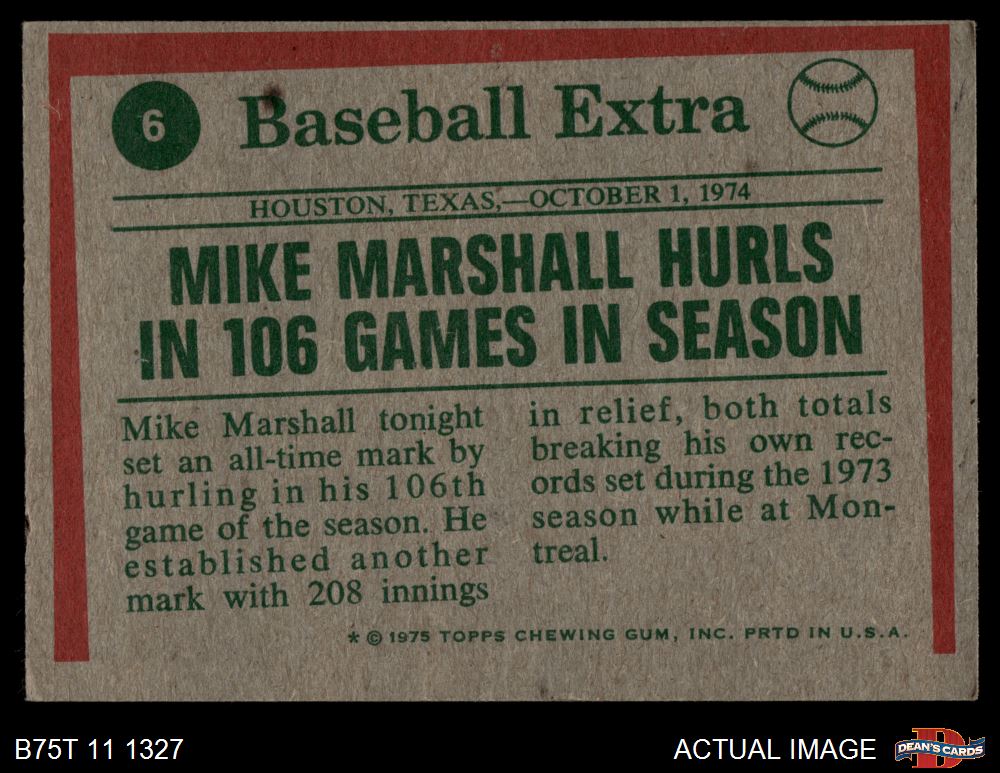 6
Baseball Extra
HOUSTON, TEXAS,—OCTOBER 1, 1974
MIKE MARSHALL HURLS
IN 106 GAMES IN SEASON
Mike Marshall tonight
set an all-time mark by
hurling in his 106th
game of the season. He
established another
mark with 208 innings
in relief, both totals
breaking his own rec-
ords set during the 1973
season while at Mon-
treal.
* © 1975 TOPPS CHEWING GUM, INC. PRTD IN U.S.A.
B75T 11 1327
ACTUAL IMAGE
D
DEAN'S CARDS